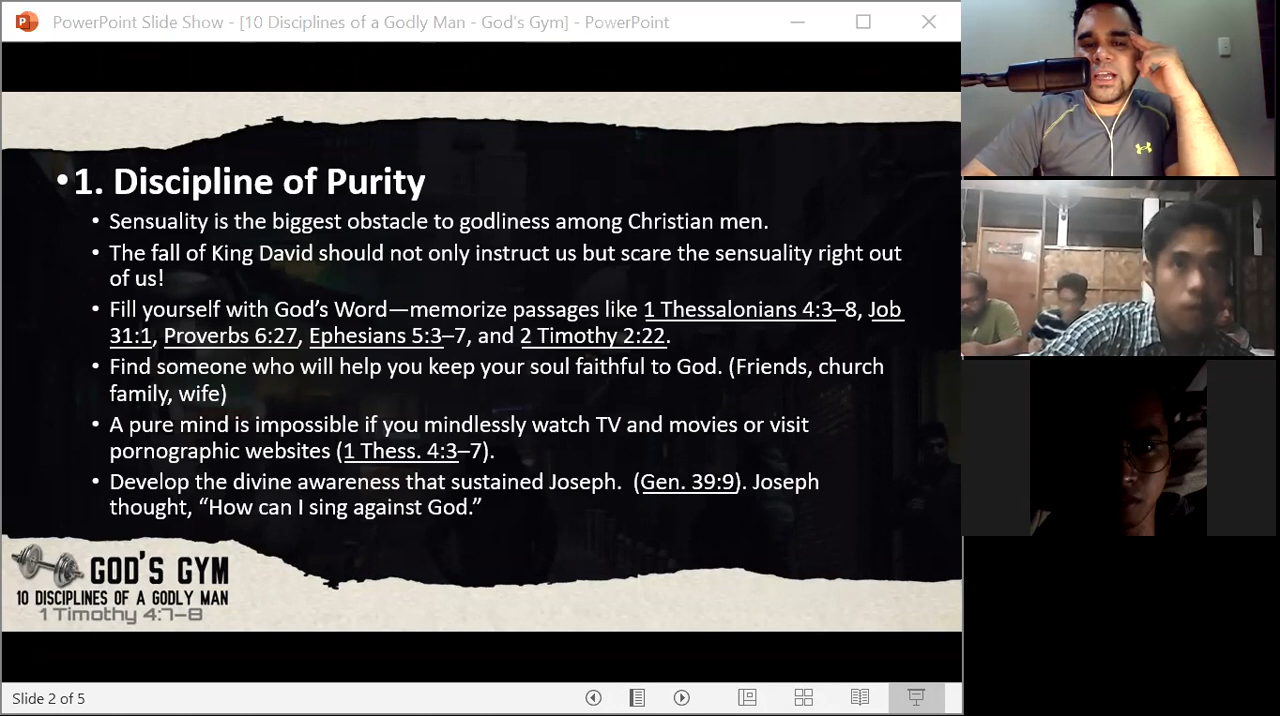 PowerPoint Slide Show - [10 Disciplines of a Godly Man - God's Gym] - PowerPoint
• 1. Discipline of Purity
• Sensuality is the biggest obstacle to godliness among Christian men.
• The fall of King David should not only instruct us but scare the sensuality right out
of us!
• Fill yourself with God’s Word—memorize passages like 1 Thessalonians 4:3–8, Job
31:1, Proverbs 6:27, Ephesians 5:3–7, and 2 Timothy 2:22.
• Find someone who will help you keep your soul faithful to God. (Friends, church
family, wife)
• A pure mind is impossible if you mindlessly watch TV and movies or visit
pornographic websites (1 Thess. 4:3–7).
• Develop the divine awareness that sustained Joseph.  (Gen. 39:9). Joseph
thought, “How can I sing against God.”
GOD'S GYM
10 DISCIPLINES OF A GODLY MAN
1 Timothy 4:7-8
Slide 2 of 5